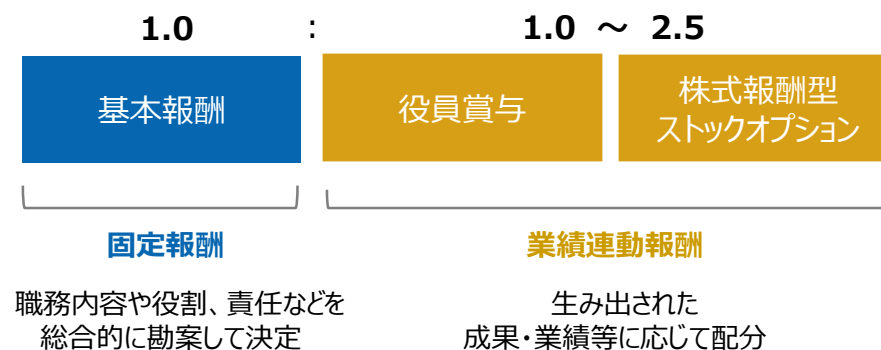 1.0 : 1.0 ～ 2.5
基本報酬 役員賞与 株式報酬型
ストックオプション
固定報酬 業績連動報酬
職務内容や役割、責任などを
総合的に勘案して決定
生み出された
成果・業績等に応じて配分